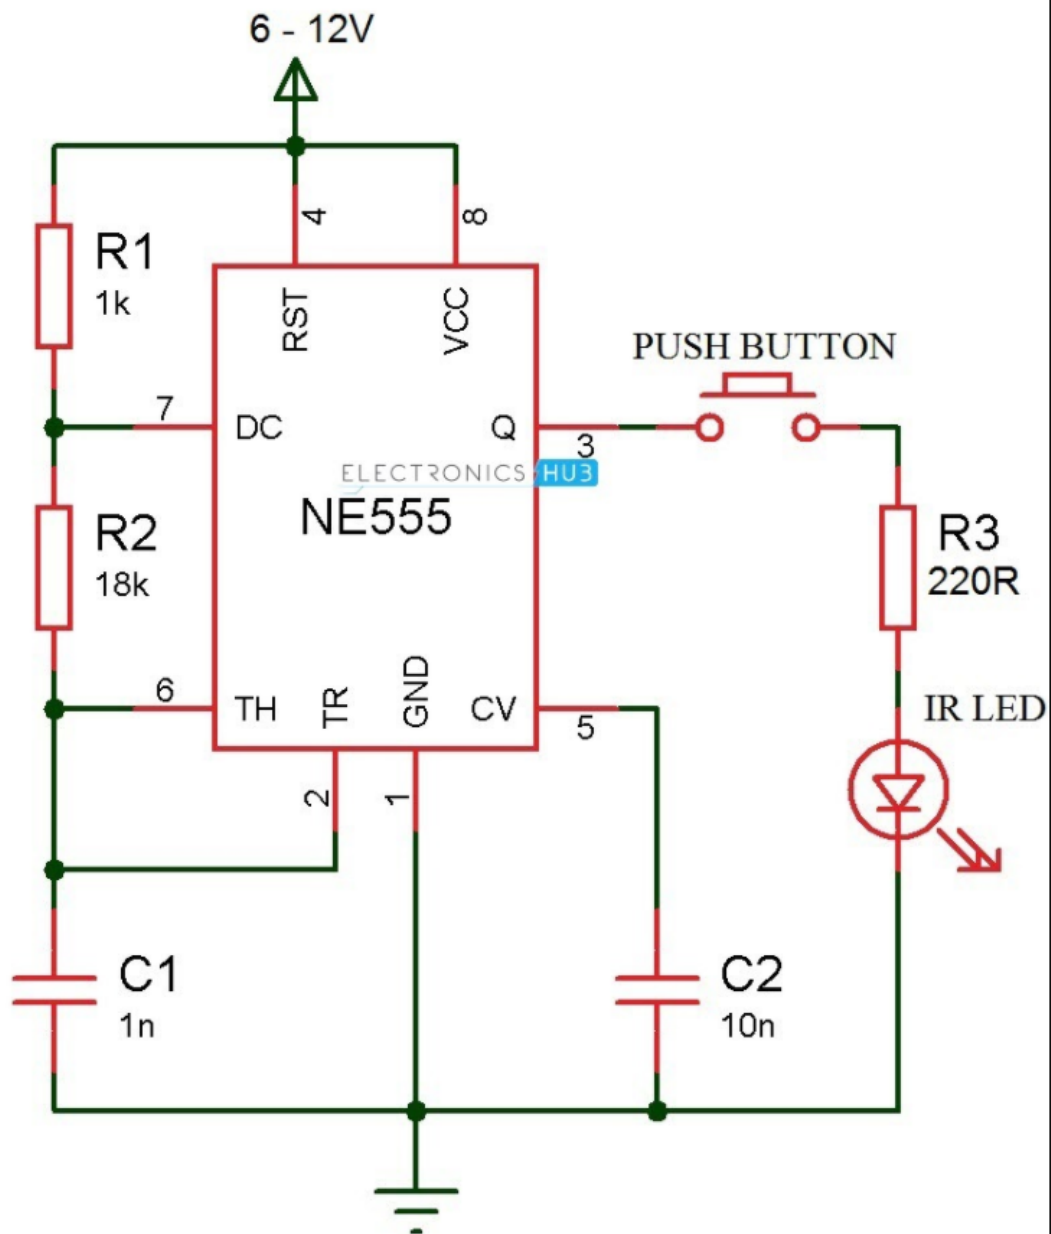 6 - 12V
4
8
R1
1k
RST
VCC
PUSH BUTTON
7
DC
Q
3
ELECTRONICS HU3
NE555
R2
18k
R3
220R
6
TH
TR
GND
CV
5
IR LED
2
1
C1
1n
C2
10n